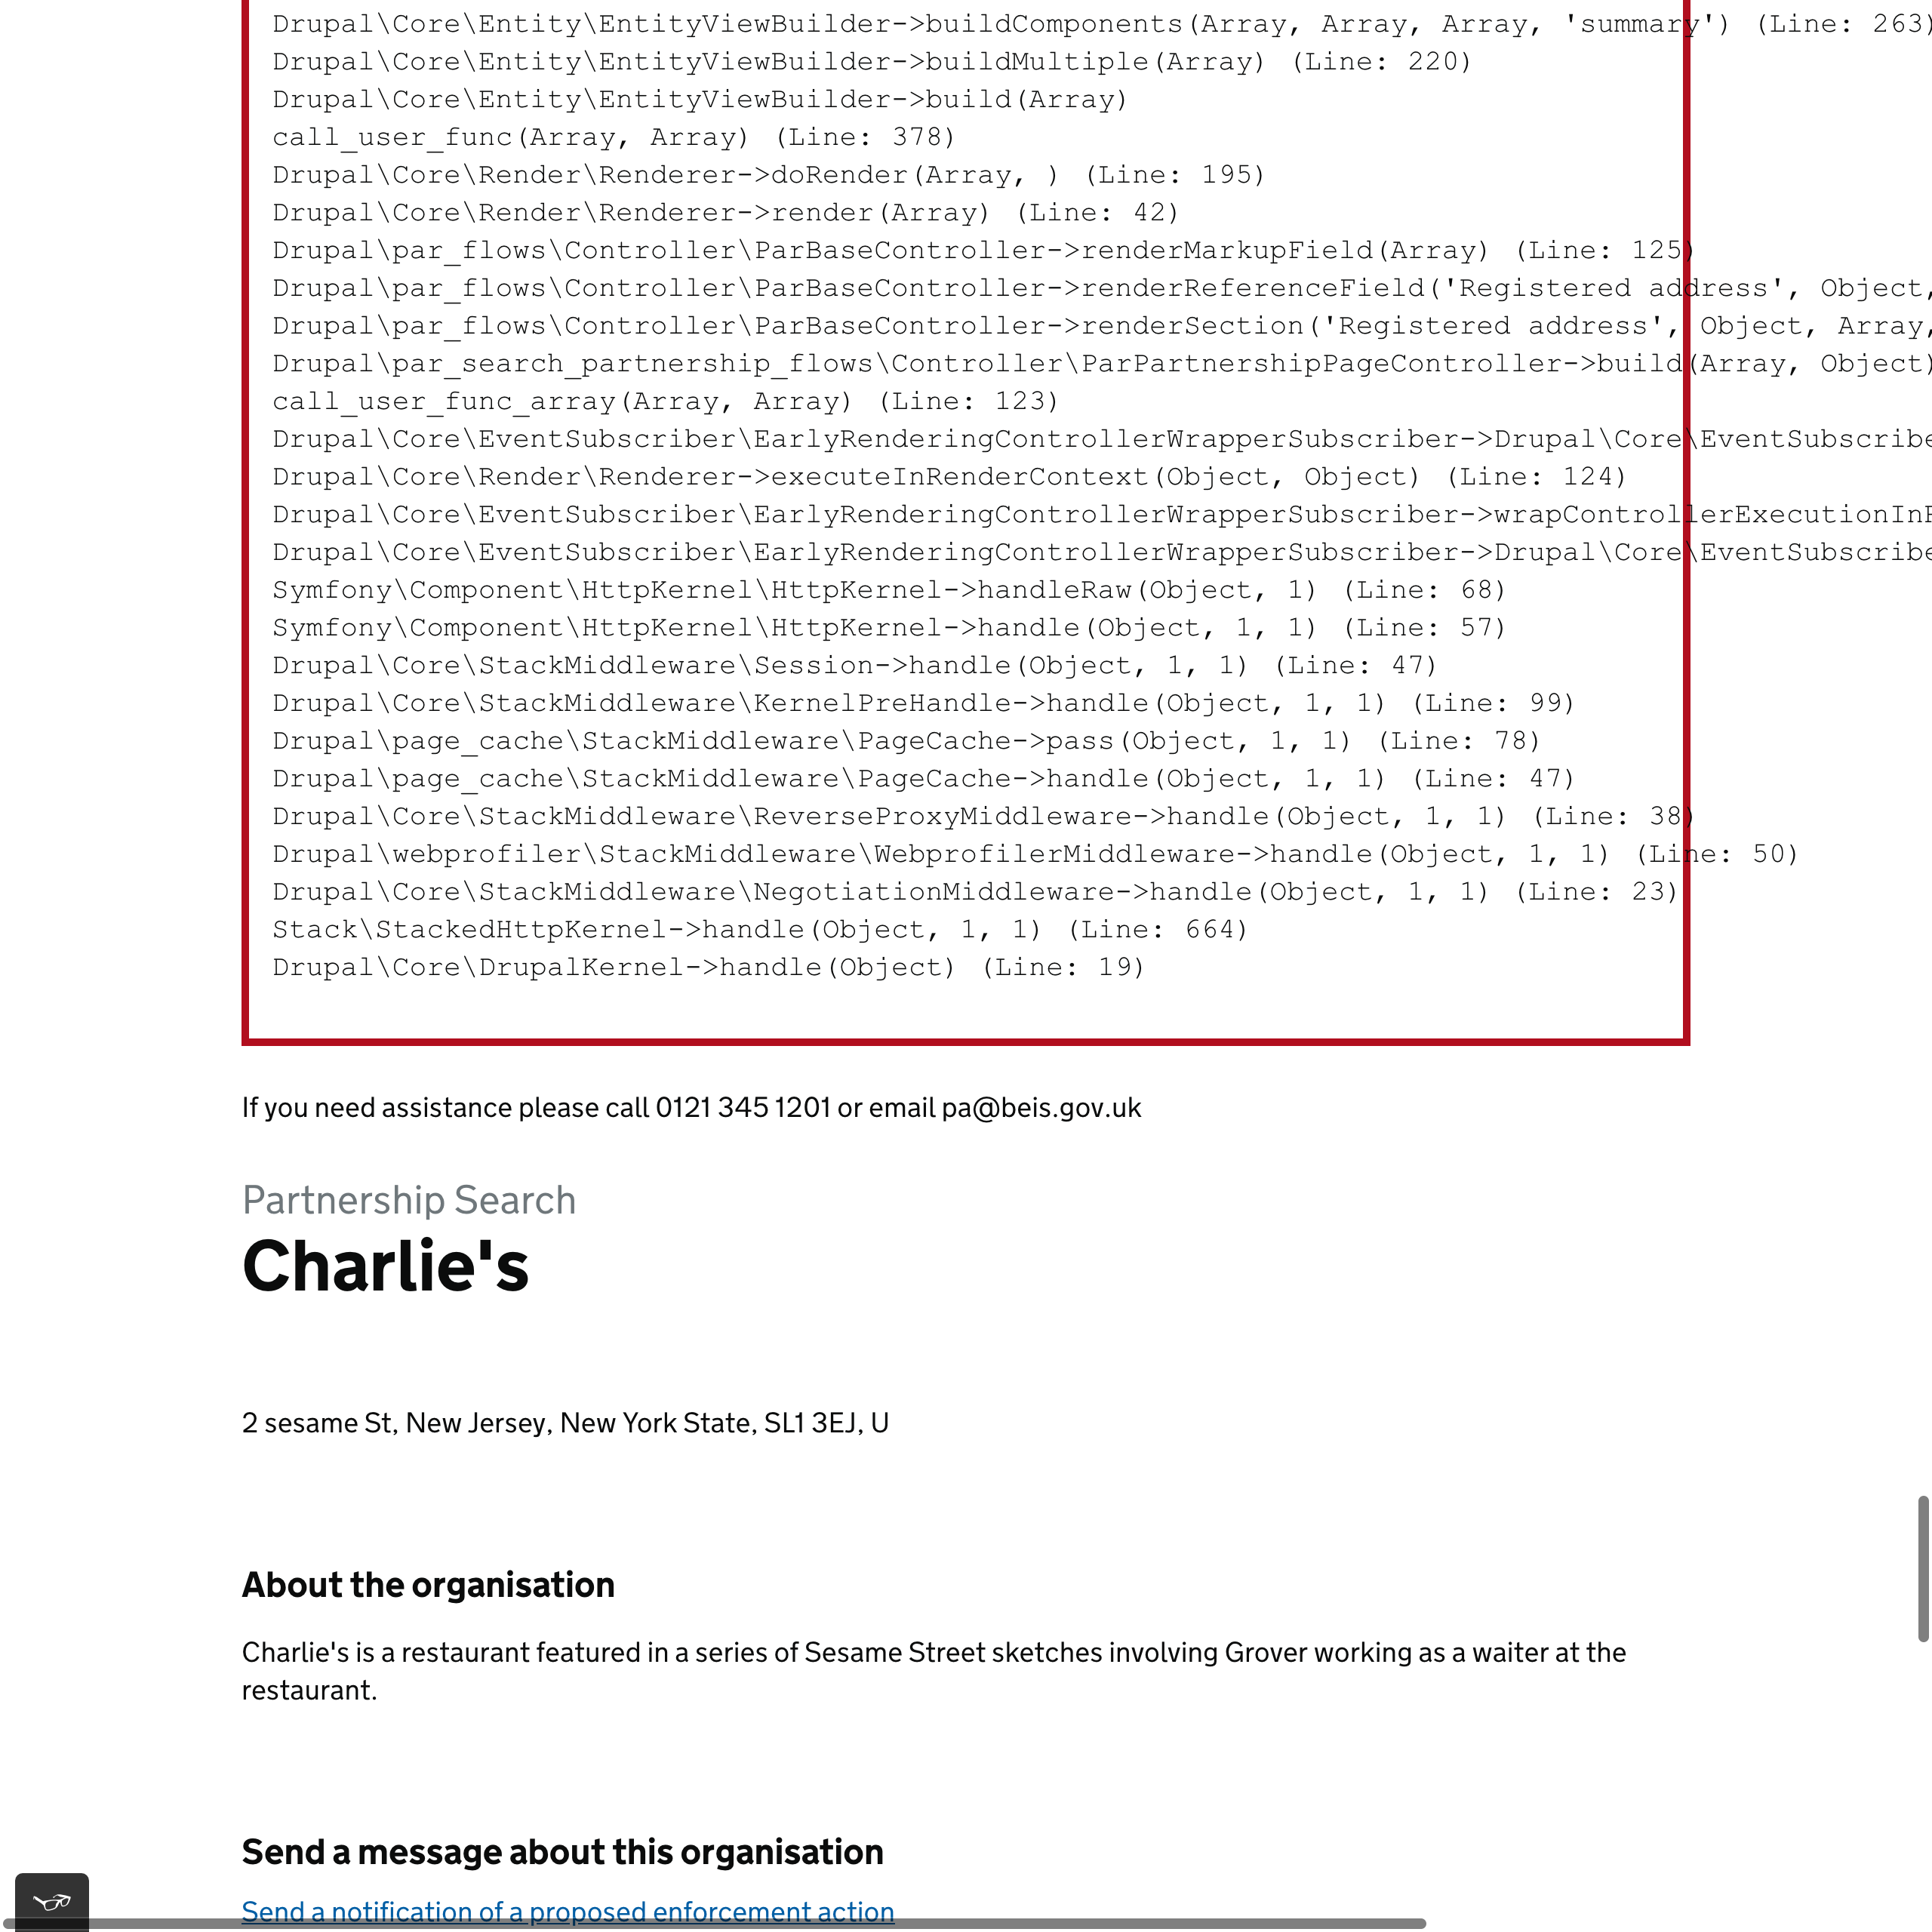 Drupal\Core\Entity\EntityViewBuilder->buildComponents(Array, Array, Array, 'summary') (Line: 263)
Drupal\Core\Entity\EntityViewBuilder->buildMultiple(Array) (Line: 220)
Drupal\Core\Entity\EntityViewBuilder->build(Array)
call_user_func(Array, Array) (Line: 378)
Drupal\Core\Render\Renderer->doRender(Array, ) (Line: 195)
Drupal\Core\Render\Renderer->render(Array) (Line: 42)
Drupal\par_flows\Controller\ParBaseController->renderMarkupField(Array) (Line: 125)
Drupal\par_flows\Controller\ParBaseController->renderReferenceField('Registered address', Object,
Drupal\par_flows\Controller\ParBaseController->renderSection('Registered address', Object, Array,
Drupal\par_search_partnership_flows\Controller\ParPartnershipPageController->build(Array, Object)
call_user_func_array(Array, Array) (Line: 123)
Drupal\Core\EventSubscriber\EarlyRenderingControllerWrapperSubscriber->Drupal\Core\EventSubscribe
Drupal\Core\Render\Renderer->executeInRenderContext(Object, Object) (Line: 124)
Drupal\Core\EventSubscriber\EarlyRenderingControllerWrapperSubscriber->wrapControllerExecutionIn
Drupal\Core\EventSubscriber\EarlyRenderingControllerWrapperSubscriber->Drupal\Core\EventSubscribe
Symfony\Component\HttpKernel\HttpKernel->handleRaw(Object, 1) (Line: 68)
Symfony\Component\HttpKernel\HttpKernel->handle(Object, 1, 1) (Line: 57)
Drupal\Core\StackMiddleware\Session->handle(Object, 1, 1) (Line: 47)
Drupal\Core\StackMiddleware\KernelPreHandle->handle(Object, 1, 1) (Line: 99)
Drupal\page_cache\StackMiddleware\PageCache->pass(Object, 1, 1) (Line: 78)
Drupal\page_cache\StackMiddleware\PageCache->handle(Object, 1, 1) (Line: 47)
Drupal\Core\StackMiddleware\ReverseProxyMiddleware->handle(Object, 1, 1) (Line: 38)
Drupal\webprofiler\StackMiddleware\WebprofilerMiddleware->handle(Object, 1, 1) (Line: 50)
Drupal\Core\StackMiddleware\NegotiationMiddleware->handle(Object, 1, 1) (Line: 23)
Stack\StackedHttpKernel->handle(Object, 1, 1) (Line: 664)
Drupal\Core\DrupalKernel->handle(Object) (Line: 19)
If you need assistance please call 0121 345 1201 or email pa@beis.gov.uk
Partnership Search
Charlie's
2 sesame St, New Jersey, New York State, SL1 3EJ, U
About the organisation
Charlie's is a restaurant featured in a series of Sesame Street sketches involving Grover working as a waiter at the
restaurant.
Send a message about this organisation
Send a notification of a proposed enforcement action